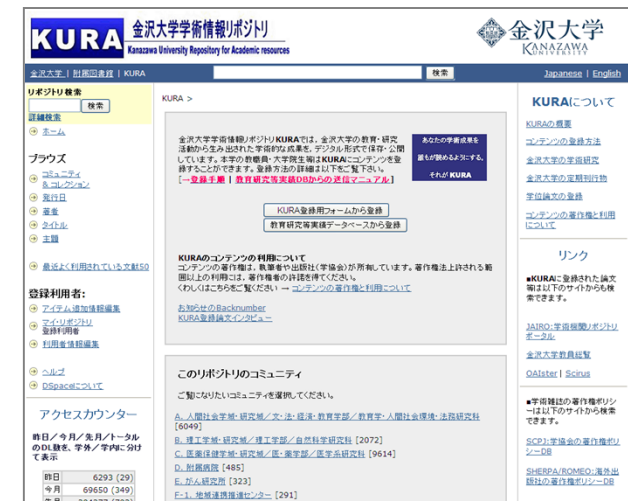 KURA 金沢大学学術情報リポジトリ
Kanazawa University Repository for Academic resources
金沢大学
KANAZAWA
UNIVERSITY
金沢大学 | 附属図書館 | KURA
検索
Japanese | English
リポジトリ検索
検索
詳細検索
ホーム
ブラウズ
コミュニティ
& コレクション
発行日
著者
タイトル
主題
最近よく利用されている文献50
登録利用者:
アイテム追加情報編集
マイ・リポジトリ
登録利用者
利用者情報編集
ヘルプ
DSpaceについて
アクセスカウンター
昨日／今月／先月／トータル
のDL数を、学外／学内に分け
て表示
昨日 6293 (29)
今月 69650 (349)
KURA >
金沢大学学術情報リポジトリKURAでは、金沢大学の教育・研究
活動から生み出された学術的な成果を、デジタル形式で保存・公開
しています。本学の教職員・大学院生等はKURAにコンテンツを登
録することができます。登録方法の詳細は以下をご覧下さい。
[→登録手順 | 教育研究等実績DBからの送信マニュアル]
あなたの学術成果を
誰もが読めるようにする。
それが KURA
KURA登録用フォームから登録
教育研究等実績データベースから登録
KURAのコンテンツの利用について
コンテンツの著作権は、執筆者や出版社(学協会)が所有しています。著作権法上許される範
囲以上の利用には、著作権者の許諾を得てください。
くわしくはこちらをご覧ください → コンテンツの著作権と利用について
お知らせのBacknumber
KURA登録論文インタビュー
このリポジトリのコミュニティ
ご覧になりたいコミュニティを選択してください。
A. 人間社会学域・研究域／文・法・経済・教育学部／教育学・人間社会環境・法務研究科
[6049]
B. 理工学域・研究域／理工学部／自然科学研究科 [2072]
C. 医薬保健学域・研究域／医・薬学部／医学系研究科 [9614]
D. 附属病院 [485]
E. がん研究所 [323]
F-1. 地域連携推進センター [291]
KURAについて
KURAの概要
コンテンツの登録方法
金沢大学の学術研究
金沢大学の定期刊行物
学位論文の登録
コンテンツの著作権と利用
について
リンク
■KURAに登録された論文
等は以下のサイトからも検
索できます。
JAIRO:学術機関リポジトリ
ポータル
金沢大学教員総覧
OAIster | Scirus
■学術雑誌の著作権ポリシ
ーは以下のサイトから検索
できます。
SCPJ:学協会の著作権ポリ
シーDB
SHERPA/ROMEO:海外出
版社の著作権ポリシーDB